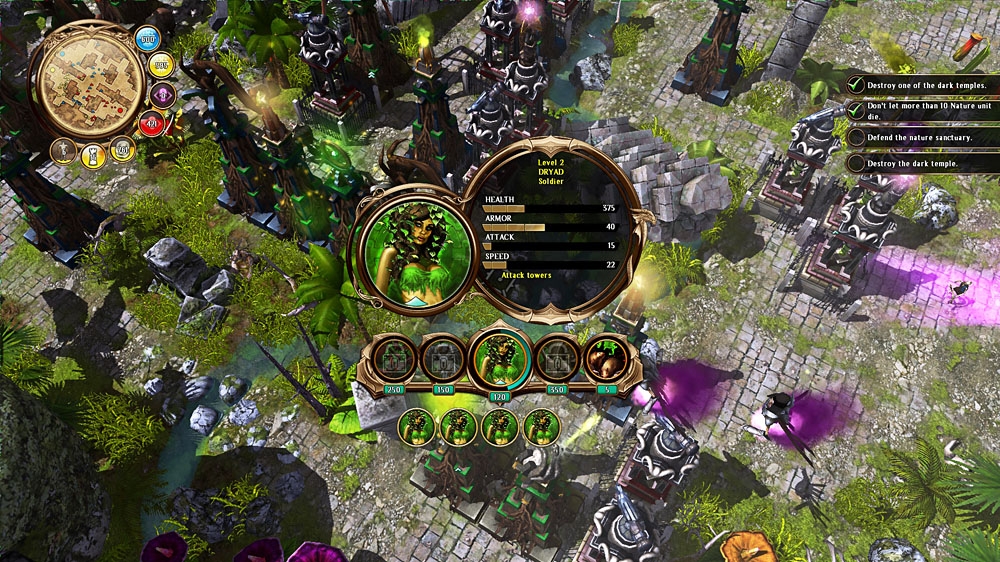 500
Destroy one of the dark temples.
Don't let more than 10 Nature unit
die.
Defend the nature sanctuary.
Destroy the dark temple.
Level 2
DRYAD
Soldier
HEALTH
375
ARMOR
40
ATTACK
15
SPEED
22
Attack towers
250
150
120
350
5